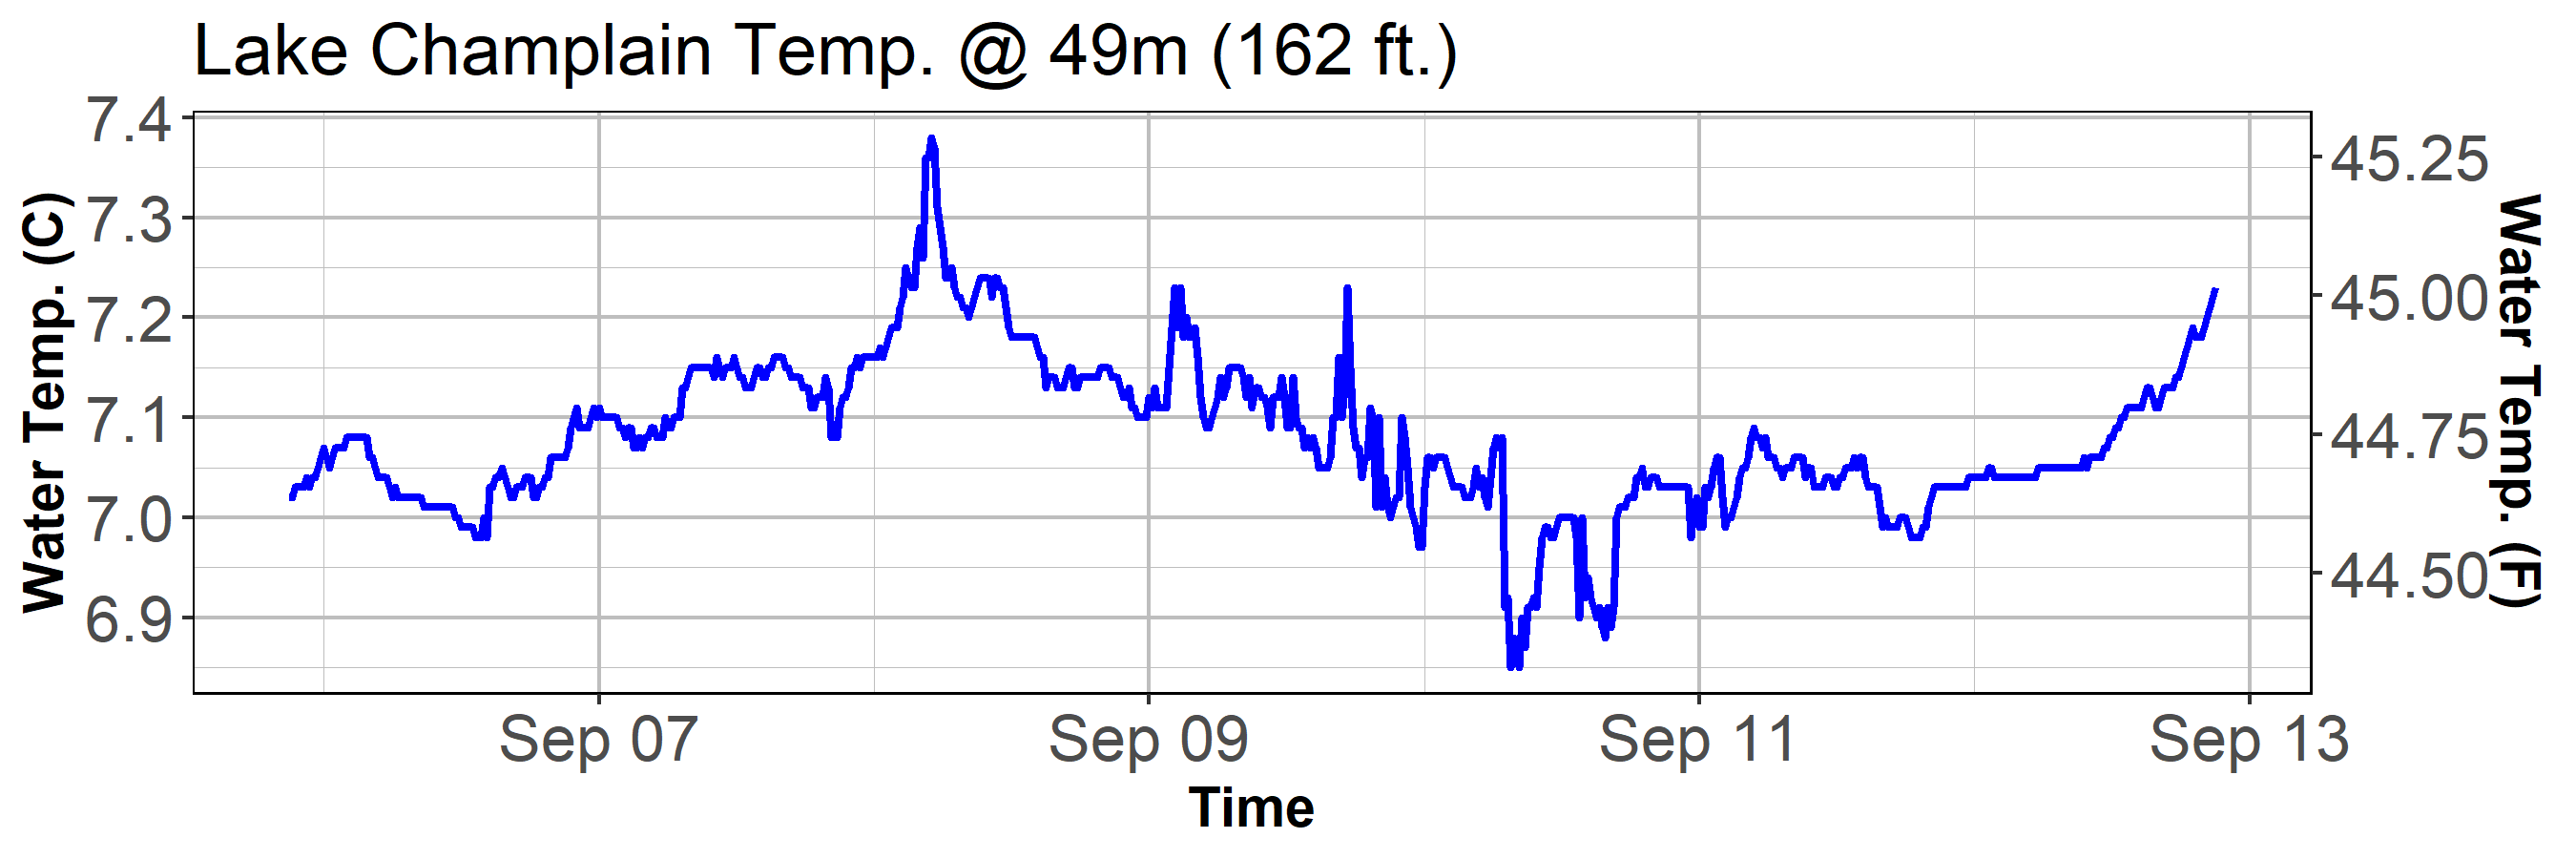 Lake Champlain Temp. @ 49m (162 ft.)
Water Temp. (C)
7.4
7.3
7.2
7.1
7.0
6.9
45.25
45.00
44.75
44.50
Water Temp. (F)
Sep 07
Sep 09
Sep 11
Sep 13
Time